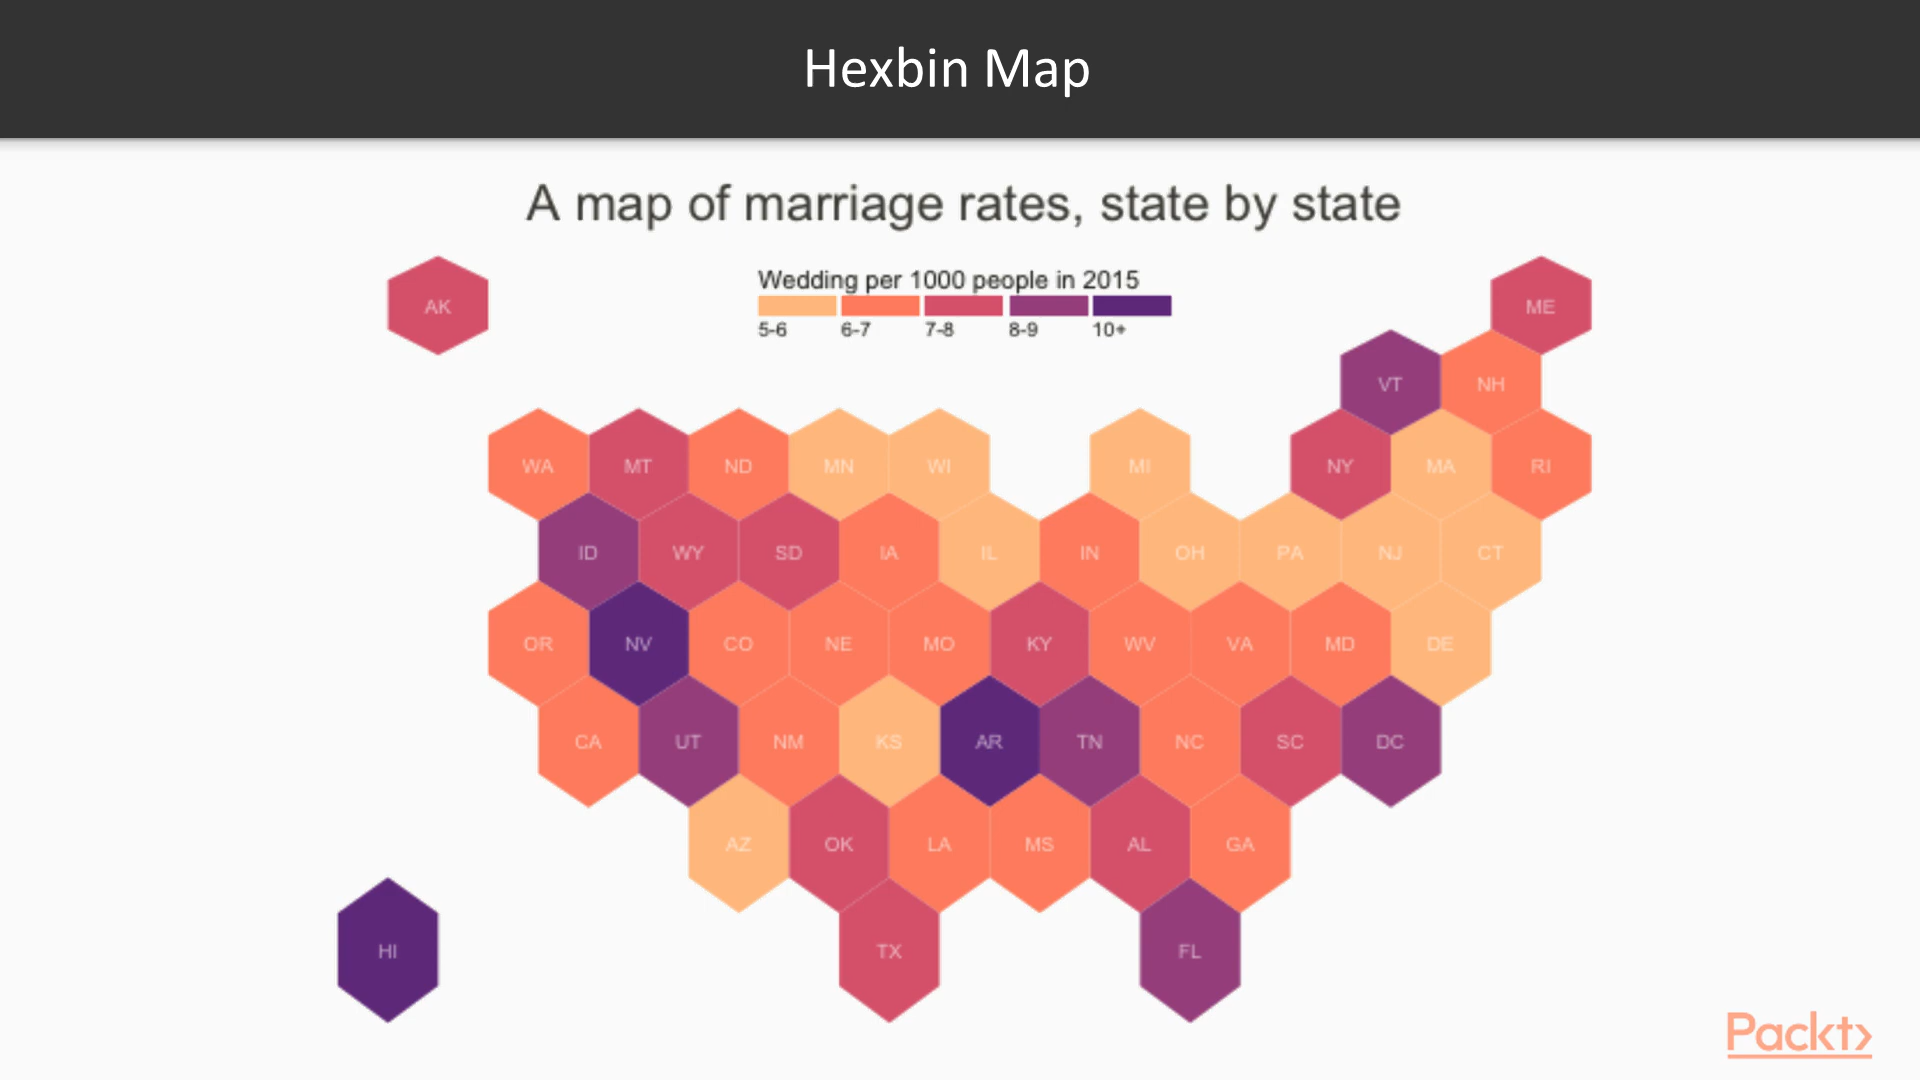 Hexbin Map
A map of marriage rates, state by state
Wedding per 1000 people in 2015
5-6 6-7 7-8 8-9 10+
AK ME
VT NH
WA MT ND MN WI MI NY MA RI
ID WY SD IA IL IN OH PA NJ CT
OR NV CO NE MO KY WV VA MD DE
CA UT NM KS AR TN NC SC DC
AZ OK LA MS AL GA
HI TX FL
Packt>